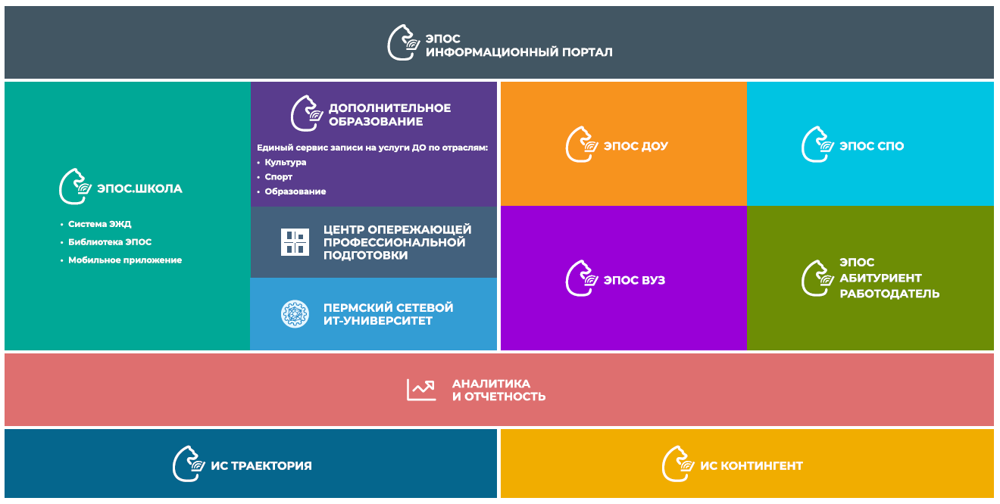 ЭПОС
ИНФОРМАЦИОННЫЙ ПОРТАЛ
ЭПОС.ШКОЛА
• Система ЭЖД
• Библиотека ЭПОС
• Мобильное приложение
ДОПОЛНИТЕЛЬНОЕ
ОБРАЗОВАНИЕ
Единый сервис записи на услуги ДО по отраслям:
• Культура
• Спорт
• Образование
ЦЕНТР ОПЕРЕЖАЮЩЕЙ
ПРОФЕССИОНАЛЬНОЙ
ПОДГОТОВКИ
ПЕРМСКИЙ СЕТЕВОЙ
ИТ-УНИВЕРСИТЕТ
ЭПОС ДОУ
ЭПОС СПО
ЭПОС ВУЗ
ЭПОС
АБИТУРИЕНТ
РАБОТОДАТЕЛЬ
АНАЛИТИКА
И ОТЧЕТНОСТЬ
ИС ТРАЕКТОРИЯ
ИС КОНТИНГЕНТ